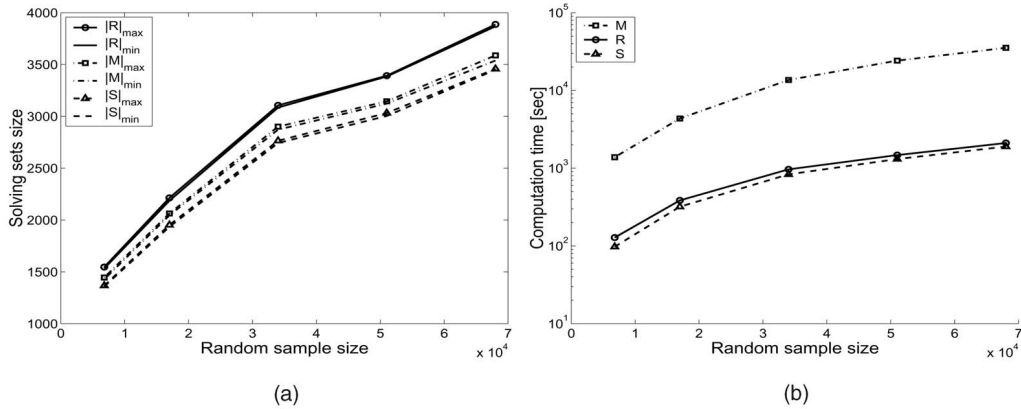 4000
3500
3000
2500
2000
1500
1000
Solving sets size
|R|max
|R|min
|M|max
|M|min
|S|max
|S|min
0 1 2 3 4 5 6 7
Random sample size
x 10^4
(a)
10^5
10^4
10^3
10^2
10^1
Computation time [sec]
M
R
S
0 1 2 3 4 5 6 7
Random sample size
x 10^4
(b)